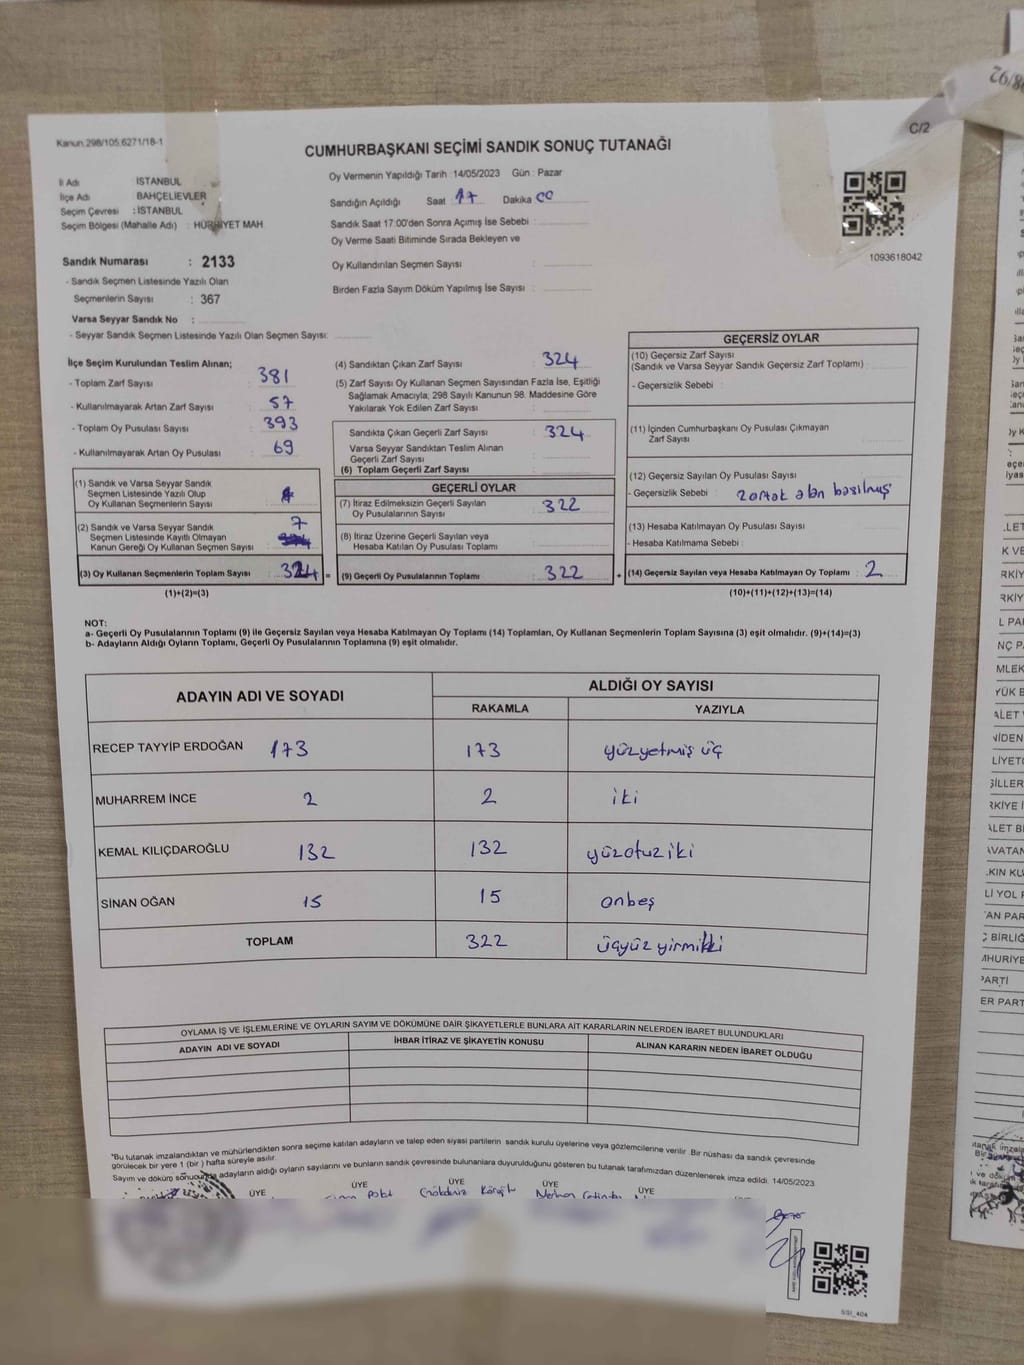 Kanun:298/105,6271/18-1
C/2
CUMHURBAŞKANI SEÇİMİ SANDIK SONUÇ TUTANAĞI
İl Adı İSTANBUL
İlçe Adı BAHÇELİEVLER
Seçim Çevresi : İSTANBUL
Seçim Bölgesi (Mahalle Adı) : HÜRRİYET MAH
Oy Vermenin Yapıldığı Tarih :14/05/2023 Gün : Pazar
Sandığın Açıldığı Saat 17 Dakika 00
Sandık Saat 17:00'den Sonra Açımış İse Sebebi :
Oy Verme Saati Bitiminde Sırada Bekleyen ve
Oy Kullandırılan Seçmen Sayısı :
Birden Fazla Sayım Döküm Yapılmış İse Sayısı :
1093618042
Sandık Numarası : 2133
- Sandık Seçmen Listesinde Yazılı Olan
Seçmenlerin Sayısı : 367
Varsa Seyyar Sandık No :
- Seyyar Sandık Seçmen Listesinde Yazılı Olan Seçmen Sayısı:
İlçe Seçim Kurulundan Teslim Alınan;
- Toplam Zarf Sayısı : 381
- Kullanılmayarak Artan Zarf Sayısı : 57
- Toplam Oy Pusulası Sayısı : 393
- Kullanılmayarak Artan Oy Pusulası : 69
(1) Sandık ve Varsa Seyyar Sandık
Seçmen Listesinde Yazılı Olup
Oy Kullanan Seçmenlerin Sayısı
(2) Sandık ve Varsa Seyyar Sandık
Seçmen Listesinde Kayıtlı Olmayan
Kanun Gereği Oy Kullanan Seçmen Sayısı : 7
(3) Oy Kullanan Seçmenlerin Toplam Sayısı : 324
(1)+(2)=(3)
(4) Sandıktan Çıkan Zarf Sayısı : 324
(5) Zarf Sayısı Oy Kullanan Seçmen Sayısından Fazla İse, Eşitliği
Sağlamak Amacıyla; 298 Sayılı Kanunun 98. Maddesine Göre
Yakılarak Yok Edilen Zarf Sayısı :
Sandıkta Çıkan Geçerli Zarf Sayısı : 324
Varsa Seyyar Sandıktan Teslim Alınan
Geçerli Zarf Sayısı :
(6) Toplam Geçerli Zarf Sayısı :
GEÇERLİ OYLAR
(7) İtiraz Edilmeksizin Geçerli Sayılan
Oy Pusulalarının Sayısı : 322
(8) İtiraz Üzerine Geçerli Sayılan veya
Hesaba Katılan Oy Pusulası Toplamı :
= (9) Geçerli Oy Pusulalarının Toplamı : 322
GEÇERSİZ OYLAR
(10) Geçersiz Zarf Sayısı
(Sandık ve Varsa Seyyar Sandık Geçersiz Zarf Toplamı) :
- Geçersizlik Sebebi :
(11) İçinden Cumhurbaşkanı Oy Pusulası Çıkmayan
Zarf Sayısı :
(12) Geçersiz Sayılan Oy Pusulası Sayısı :
- Geçersizlik Sebebi : 2 ortak alan basılmış
(13) Hesaba Katılmayan Oy Pusulası Sayısı :
- Hesaba Katılmama Sebebi :
+ (14) Geçersiz Sayılan veya Hesaba Katılmayan Oy Toplamı : 2
(10)+(11)+(12)+(13)=(14)
NOT:
a- Geçerli Oy Pusulalarının Toplamı (9) ile Geçersiz Sayılan veya Hesaba Katılmayan Oy Toplamı (14) Toplamları, Oy Kullanan Seçmenlerin Toplam Sayısına (3) eşit olmalıdır. (9)+(14)=(3)
b- Adayların Aldığı Oyların Toplamı, Geçerli Oy Pusulalarının Toplamına (9) eşit olmalıdır.
ADAYIN ADI VE SOYADI ALDIĞI OY SAYISI
RAKAMLA YAZIYLA
RECEP TAYYİP ERDOĞAN 173 173 yüzyetmiş üç
MUHARREM İNCE 2 2 iki
KEMAL KILIÇDAROĞLU 132 132 yüzotuz iki
SİNAN OĞAN 15 15 onbeş
TOPLAM 322 üçyüz yirmi iki
OYLAMA İŞ VE İŞLEMLERİNE VE OYLARIN SAYIM VE DÖKÜMÜNE DAİR ŞİKAYETLERLE BUNLARA AİT KARARLARIN NELERDEN İBARET BULUNDUKLARI
ADAYIN ADI VE SOYADI İHBAR İTİRAZ VE ŞİKAYETİN KONUSU ALINAN KARARIN NEDEN İBARET OLDUĞU
"Bu tutanak imzalandıktan ve mühürlendikten sonra seçime katılan adayların ve talep eden siyasi partilerin sandık kurulu üyelerine veya gözlemcilerine verilir. Bir nüshası da sandık çevresinde
görülecek bir yere 1 (bir ) hafta süreyle asılır.
Sayım ve döküm sonucunda adayların aldığı oyların sayılarını ve bunların sandık çevresinde bulunanlara duyurulduğunu gösteren bu tutanak tarafımızdan düzenlenerek imza edildi. 14/05/2023
ÜYE ÜYE ÜYE ÜYE
SSI_404